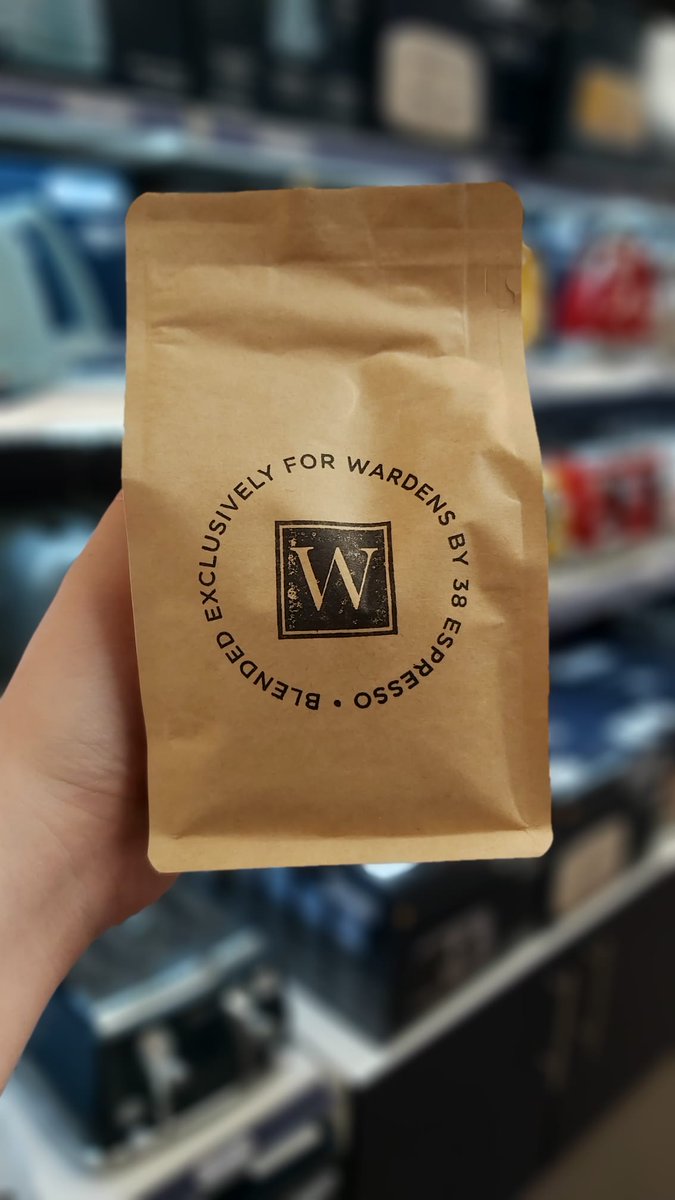 BLENDED EXCLUSIVELY FOR WARDENS BY 38 ESPRESSO •
W